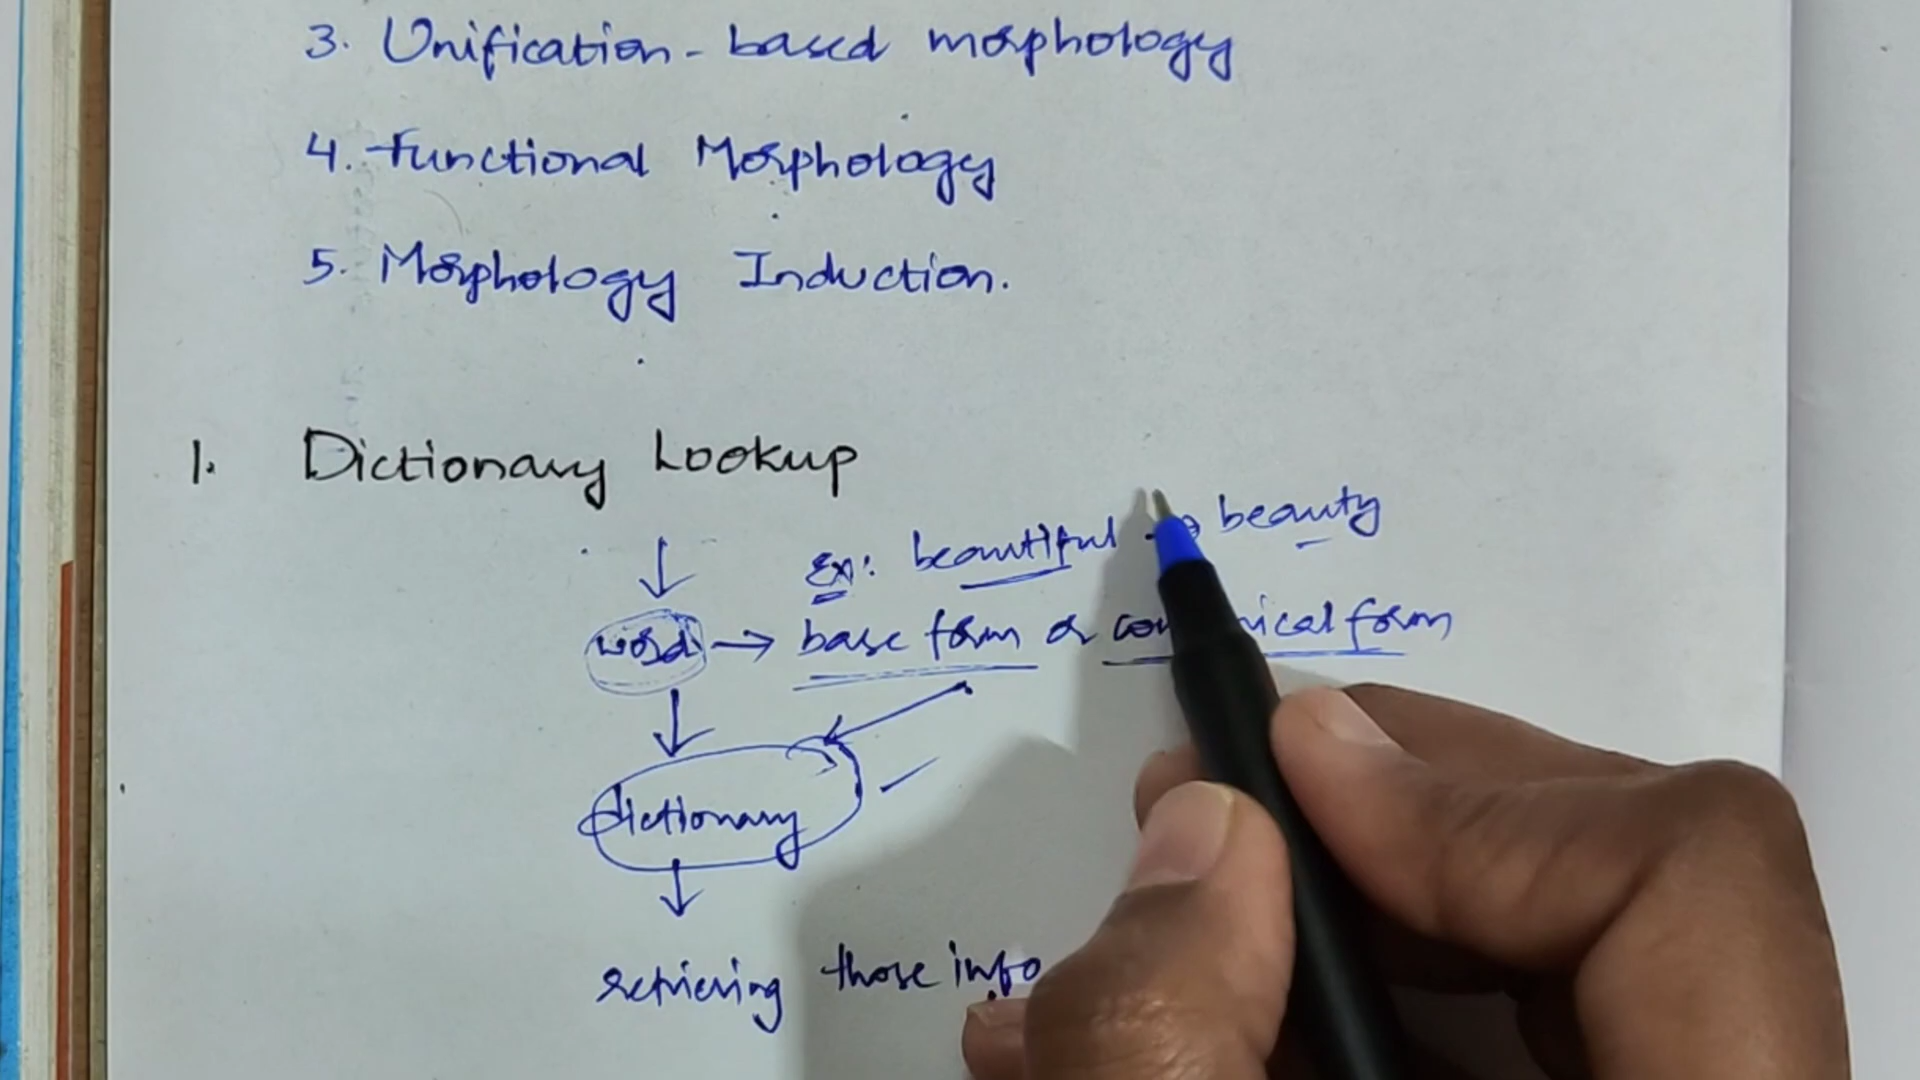 3. Unification-based morphology
4. Functional Morphology
5. Morphology Induction.
1. Dictionary Lookup
Ex: beautiful → beauty
word → base form or form
dictionary
retrieving those info